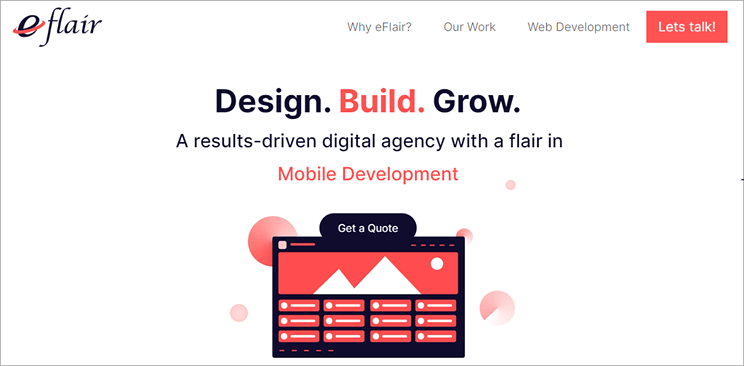 eflair
Why eFlair? Our Work Web Development Lets talk!
Design. Build. Grow.
A results-driven digital agency with a flair in
Mobile Development
Get a Quote